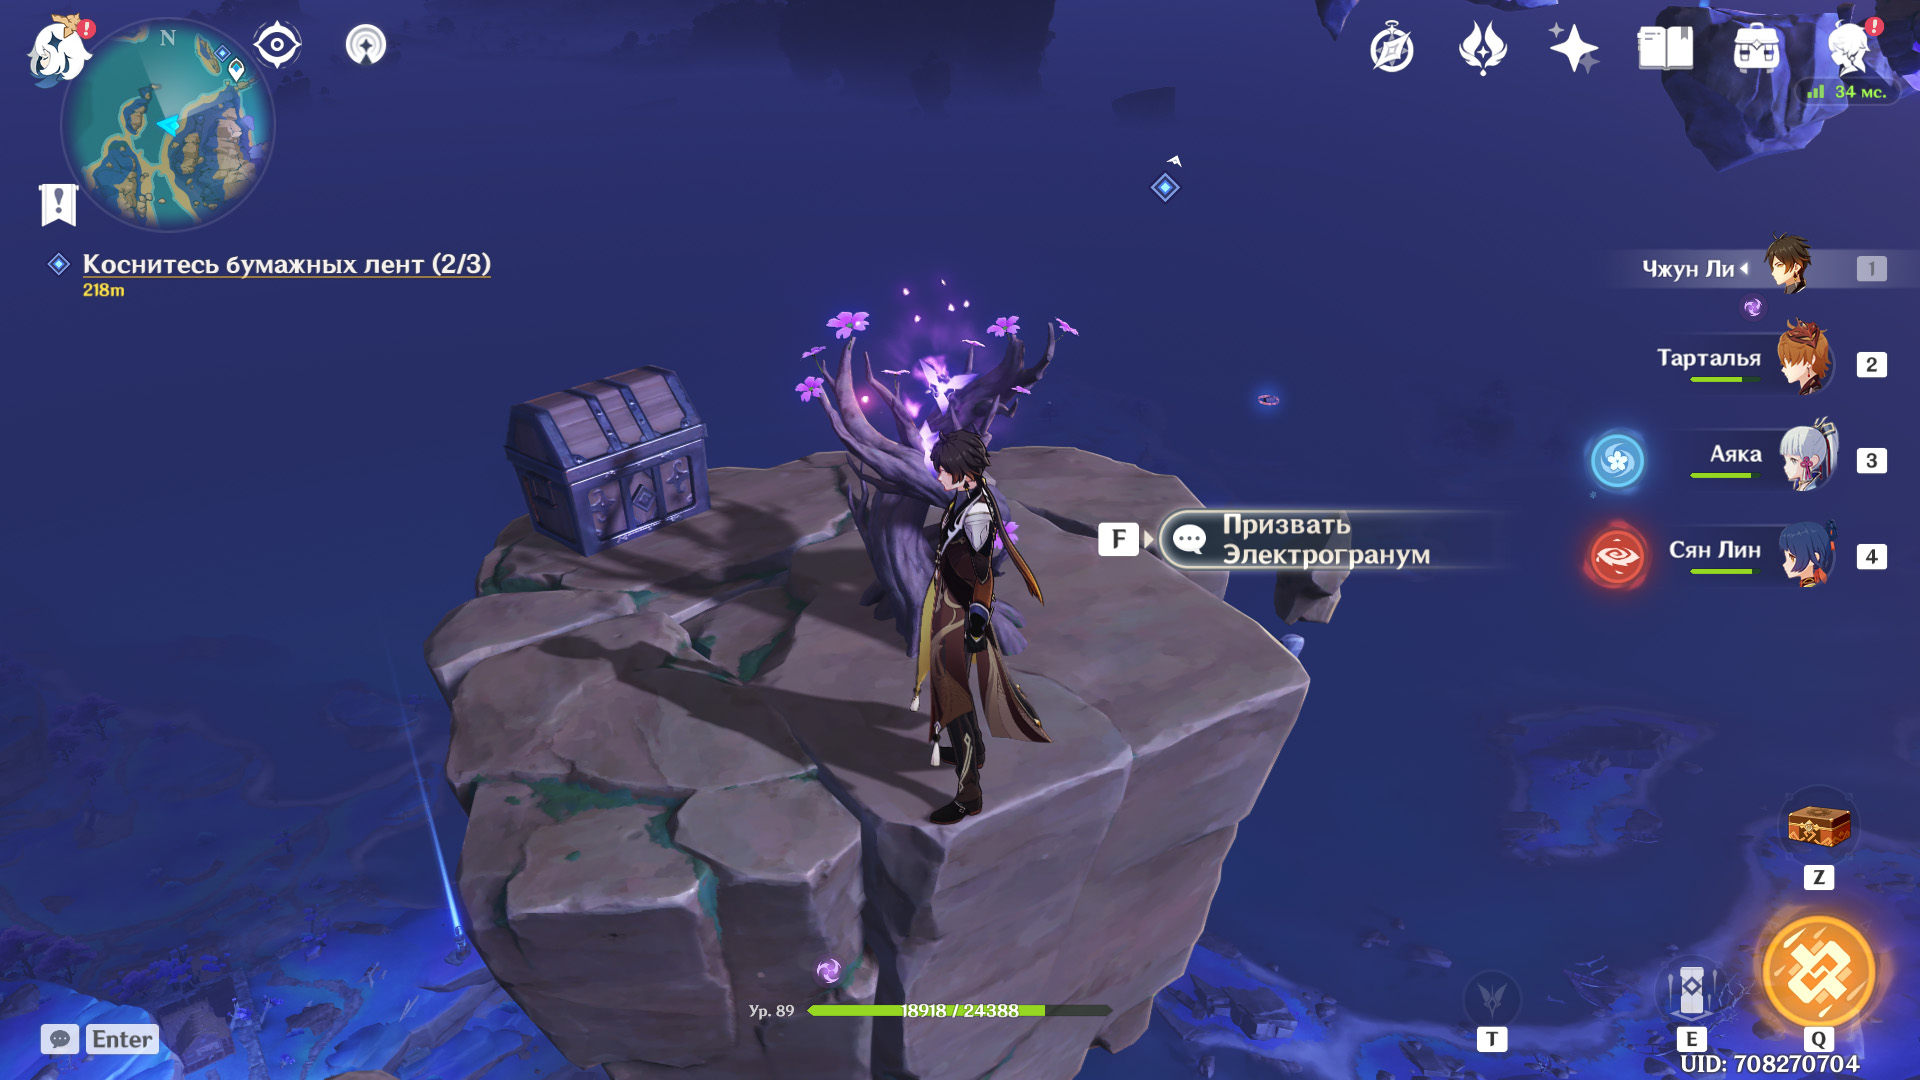 N
34 мс.
Коснитесь бумажных лент (2/3)
218m
Чжун Ли
1
Тарталья
2
Аяка
3
Сян Лин
4
F
Призвать
Электрогранум
Z
Ур. 89
18918 / 24388
Enter
T
E
Q
UID: 708270704